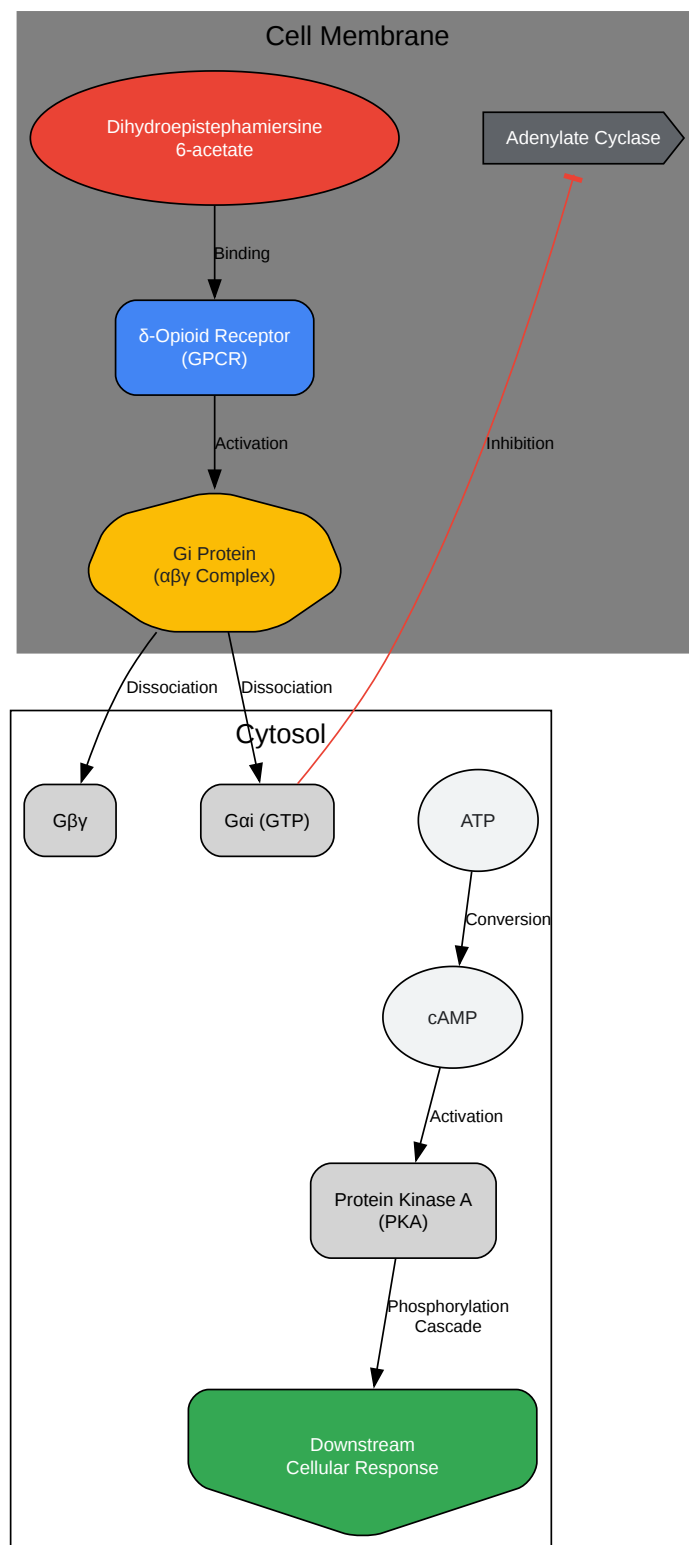 Cell Membrane
Dihydroepistephamiersine
6-acetate
Adenylate Cyclase
Binding
δ-Opioid Receptor
(GPCR)
Activation
Inhibition
Gi Protein
(αβγ Complex)
Dissociation
Dissociation
Cytosol
Gβγ
Gαi (GTP)
ATP
Conversion
cAMP
Activation
Protein Kinase A
(PKA)
Phosphorylation
Cascade
Downstream
Cellular Response